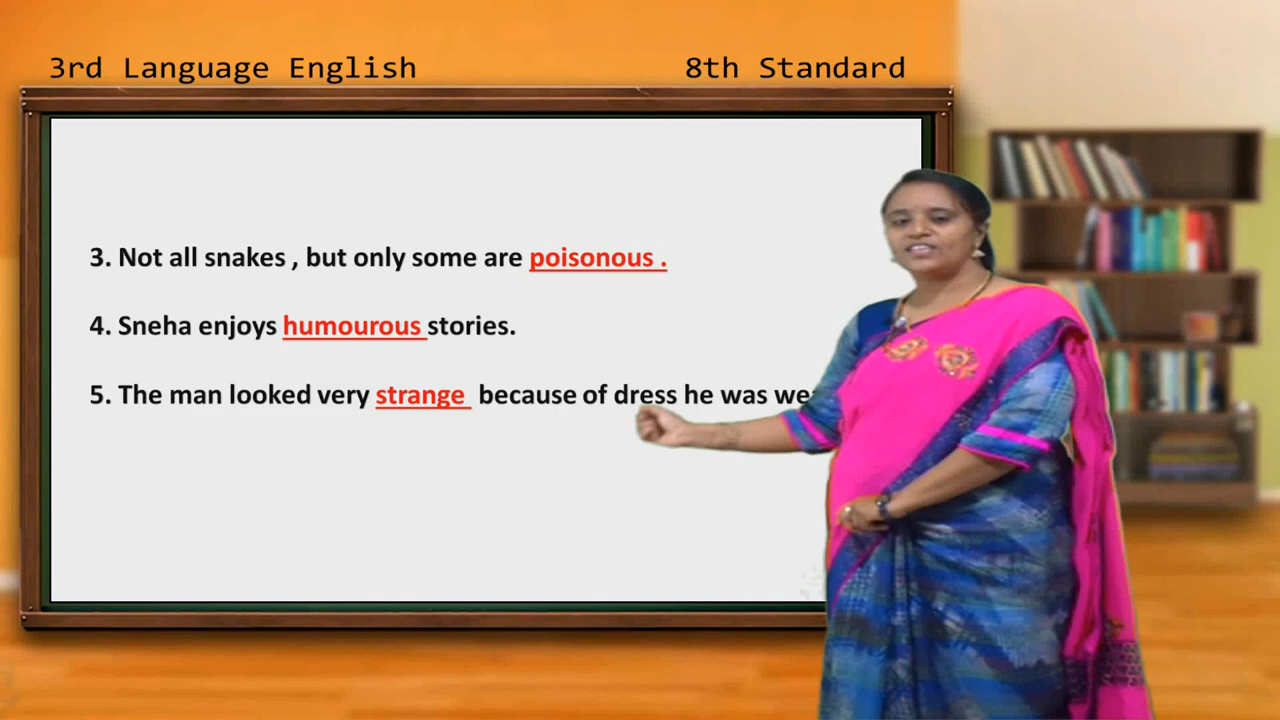 3rd Language English 8th Standard
3. Not all snakes , but only some are poisonous .
4. Sneha enjoys humourous stories.
5. The man looked very strange because of dress he was